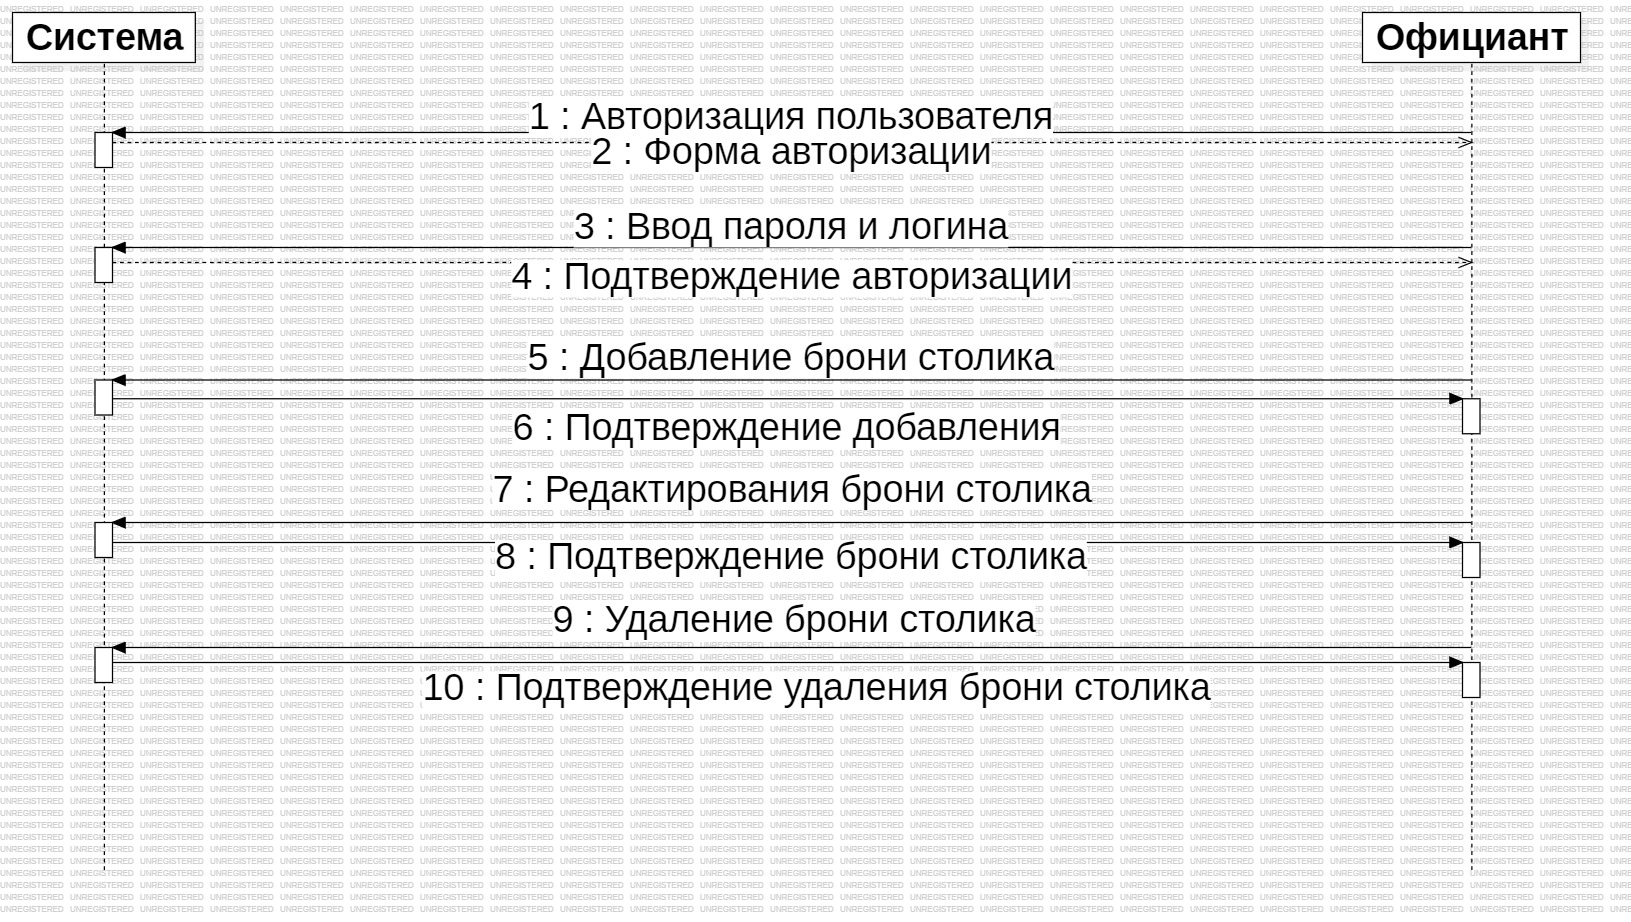 Система
Официант
1 : Авторизация пользователя
2 : Форма авторизации
3 : Ввод пароля и логина
4 : Подтверждение авторизации
5 : Добавление брони столика
6 : Подтверждение добавления
7 : Редактирования брони столика
8 : Подтверждение брони столика
9 : Удаление брони столика
10 : Подтверждение удаления брони столика
UNREGISTERED